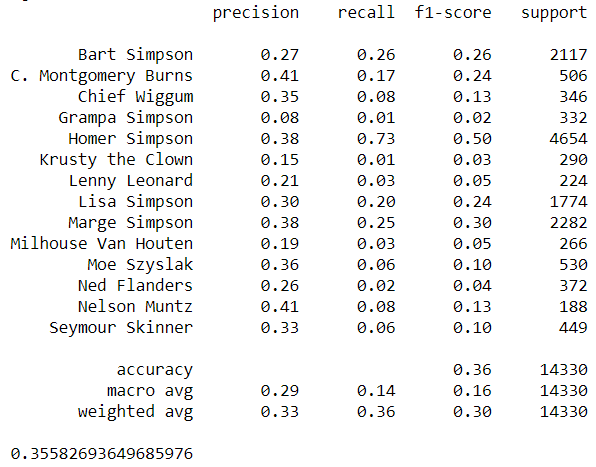 precision recall f1-score support
Bart Simpson 0.27 0.26 0.26 2117
C. Montgomery Burns 0.41 0.17 0.24 506
Chief Wiggum 0.35 0.08 0.13 346
Grampa Simpson 0.08 0.01 0.02 332
Homer Simpson 0.38 0.73 0.50 4654
Krusty the Clown 0.15 0.01 0.03 290
Lenny Leonard 0.21 0.03 0.05 224
Lisa Simpson 0.30 0.20 0.24 1774
Marge Simpson 0.38 0.25 0.30 2282
Milhouse Van Houten 0.19 0.03 0.05 266
Moe Szyslak 0.36 0.06 0.10 530
Ned Flanders 0.26 0.02 0.04 372
Nelson Muntz 0.41 0.08 0.13 188
Seymour Skinner 0.33 0.06 0.10 449
accuracy 0.36 14330
macro avg 0.29 0.14 0.16 14330
weighted avg 0.33 0.36 0.30 14330
0.35582693649685976